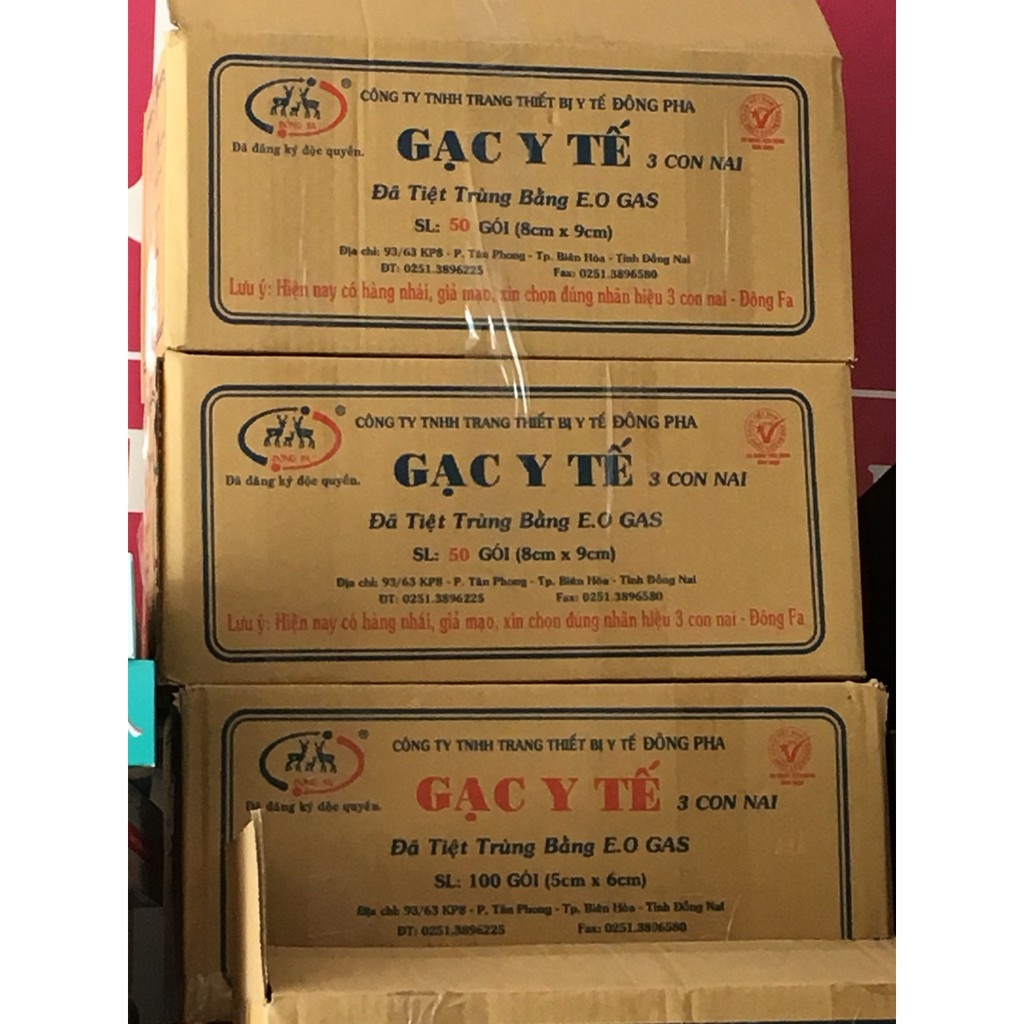 CÔNG TY TNHH TRANG THIẾT BỊ Y TẾ ĐÔNG PHA
Đã đăng ký độc quyền.
GẠC Y TẾ 3 CON NAI
Đã Tiệt Trùng Bằng E.O GAS
SL: 50 GÓI (8cm x 9cm)
Địa chỉ: 93/63 KP8 - P. Tân Phong - Tp. Biên Hòa - Tỉnh Đồng Nai
ĐT: 0251.3896225 Fax: 0251.3896580
Lưu ý: Hiện nay có hàng nhái, giả mạo, xin chọn đúng nhãn hiệu 3 con nai - Đông Fa
CÔNG TY TNHH TRANG THIẾT BỊ Y TẾ ĐÔNG PHA
Đã đăng ký độc quyền.
GẠC Y TẾ 3 CON NAI
Đã Tiệt Trùng Bằng E.O GAS
SL: 50 GÓI (8cm x 9cm)
Địa chỉ: 93/63 KP8 - P. Tân Phong - Tp. Biên Hòa - Tỉnh Đồng Nai
ĐT: 0251.3896225 Fax: 0251.3896580
Lưu ý: Hiện nay có hàng nhái, giả mạo, xin chọn đúng nhãn hiệu 3 con nai - Đông Fa
CÔNG TY TNHH TRANG THIẾT BỊ Y TẾ ĐÔNG PHA
Đã đăng ký độc quyền.
GẠC Y TẾ 3 CON NAI
Đã Tiệt Trùng Bằng E.O GAS
SL: 100 GÓI (5cm x 6cm)
Địa chỉ: 93/63 KP8 - P. Tân Phong - Tp. Biên Hòa - Tỉnh Đồng Nai
ĐT: 0251.3896225 Fax: 0251.3896580